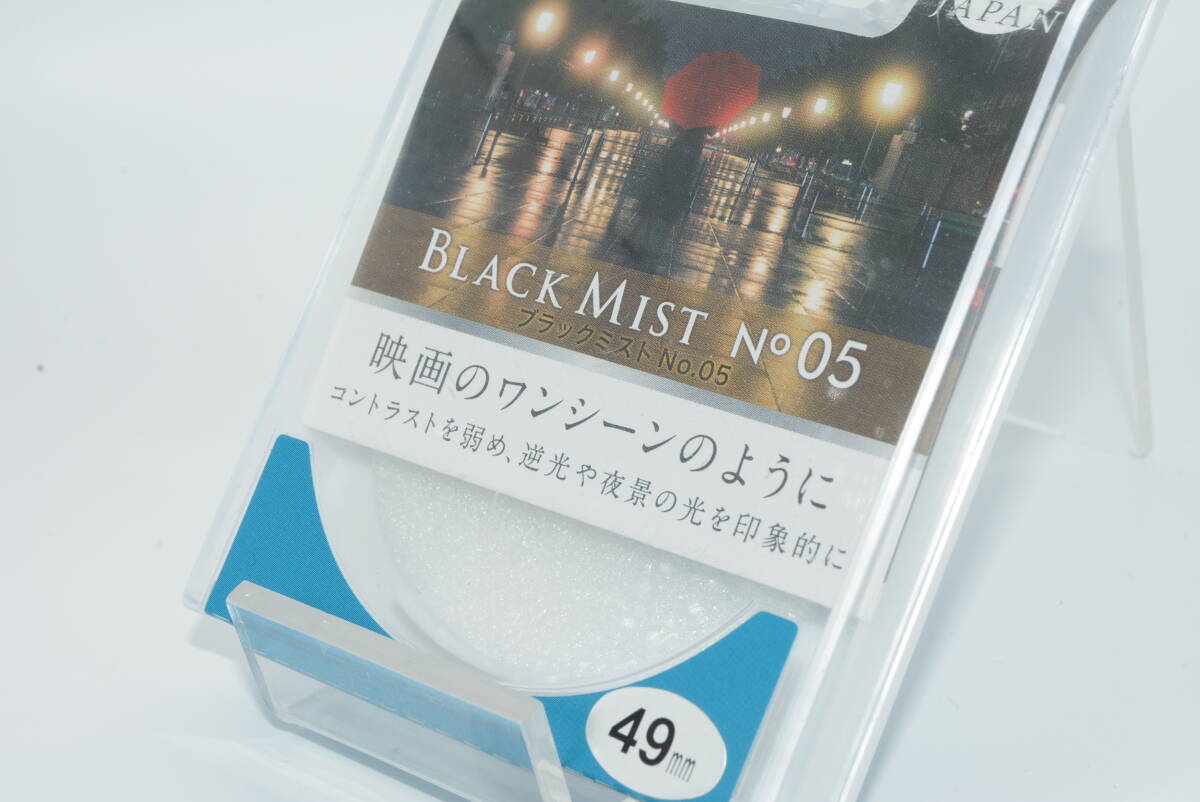 JAPAN
BLACK MIST No 05
ブラックミスト No.05
映画のワンシーンのように
コントラストを弱め、逆光や夜景の光を印象的に
49mm